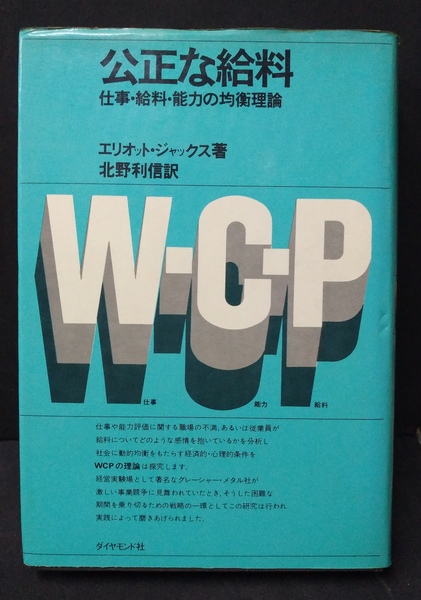 公正な給料
仕事・給料・能力の均衡理論
エリオット・ジャックス著
北野利信訳
W-C-P
仕事
能力
給料
仕事や能力評価に関する職場の不満、あるいは従業員が
給料についてどのような感情を抱いているかを分析し
社会に動的均衡をもたらす経済的・心理的条件を
WCPの理論は探究します.
経営実験場として著名なグレーシャー・メタル社が
激しい事業競争に見舞われていたとき、そうした困難な
期間を乗り切るための戦略の一環としてこの研究は行われ
実践によって磨きあげられました.
ダイヤモンド社